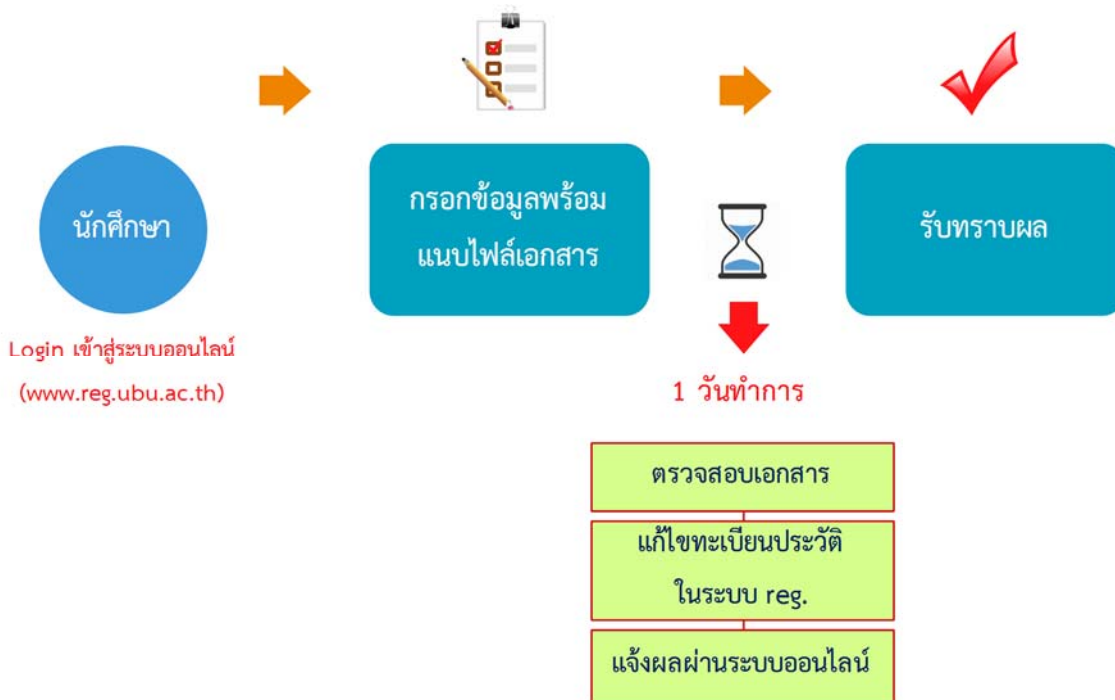 นักศึกษา
Login เข้าสู่ระบบออนไลน์
(www.reg.ubu.ac.th)
กรอกข้อมูลพร้อม
แนบไฟล์เอกสาร
1 วันทำการ
ตรวจสอบเอกสาร
แก้ไขทะเบียนประวัติ
ในระบบ reg.
แจ้งผลผ่านระบบออนไลน์
รับทราบผล